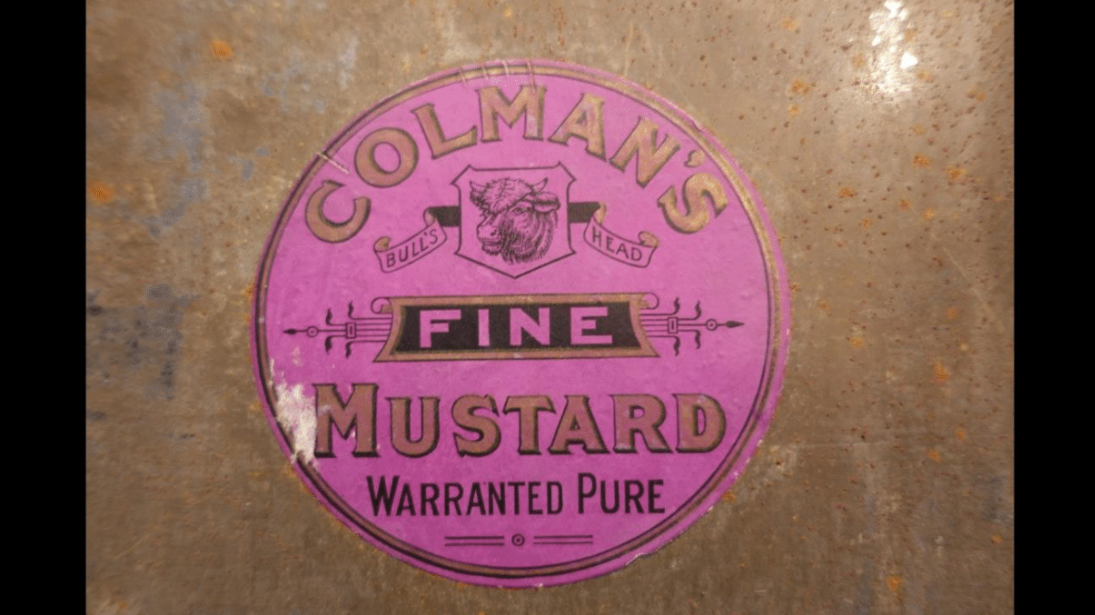 COLMAN'S
BULL'S HEAD
FINE
MUSTARD
WARRANTED PURE